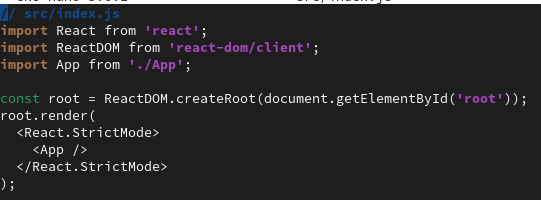 // src/index.js
import React from 'react';
import ReactDOM from 'react-dom/client';
import App from './App';
const root = ReactDOM.createRoot(document.getElementById('root'));
root.render(
  <React.StrictMode>
    <App />
  </React.StrictMode>
);